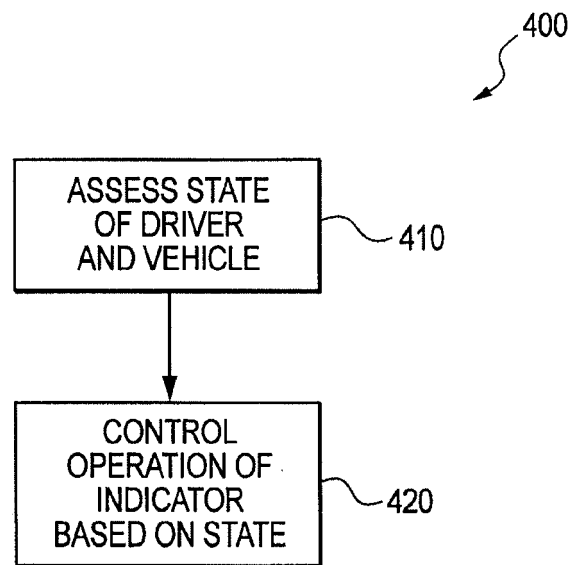 400
ASSESS STATE
OF DRIVER
AND VEHICLE
410
CONTROL
OPERATION OF
INDICATOR
BASED ON STATE
420